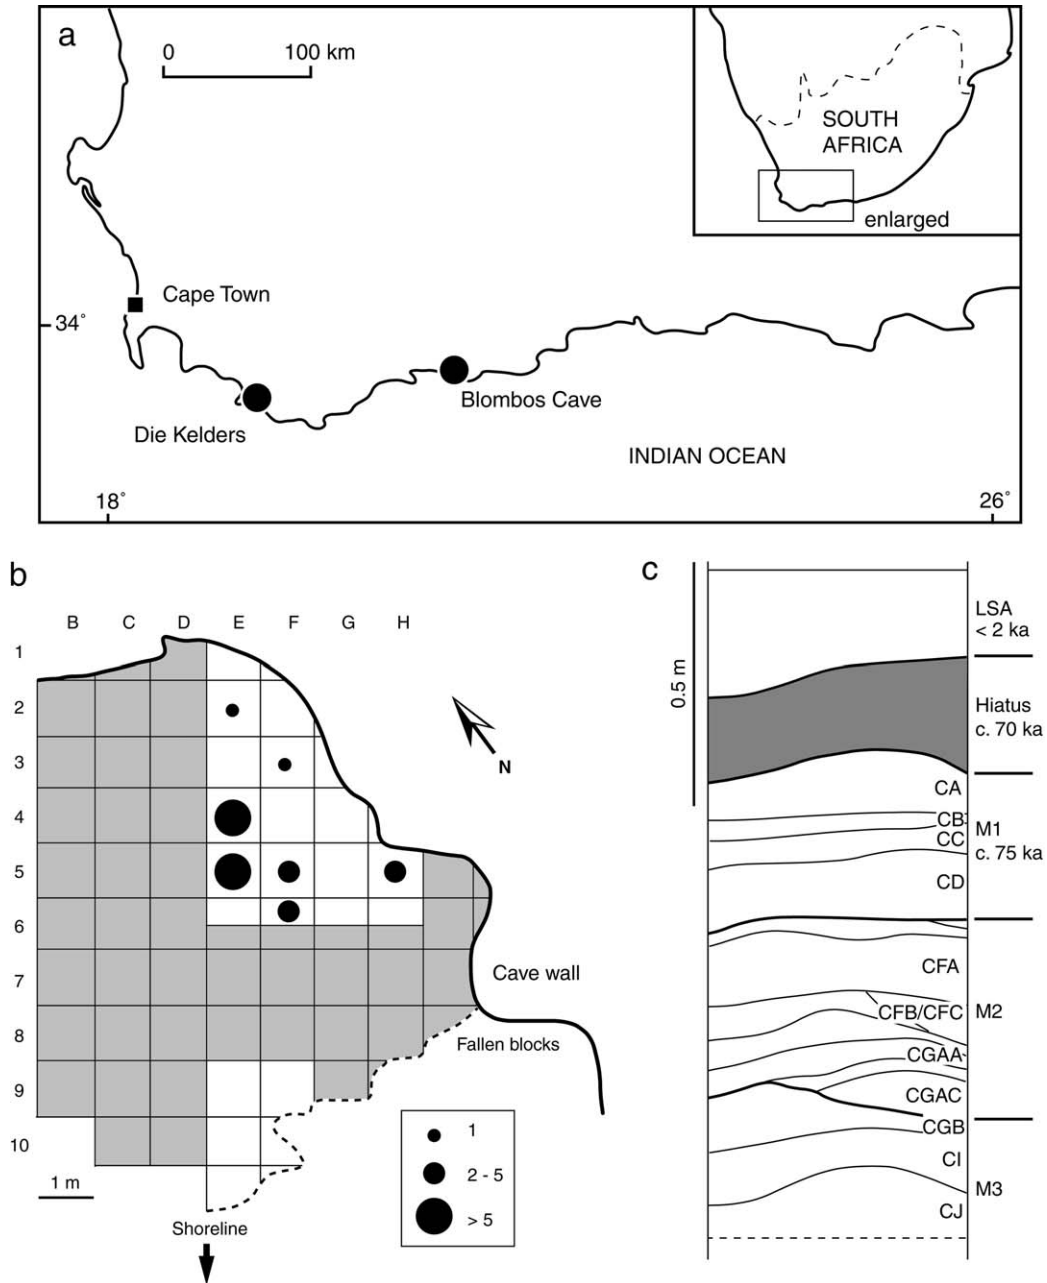 a
0 100 km
SOUTH
AFRICA
enlarged
Cape Town
34°
Die Kelders
Blombos Cave
INDIAN OCEAN
18°
26°
b
B C D E F G H
1
2
3
4
5
6
7
8
9
10
N
Cave wall
Fallen blocks
1
2 - 5
> 5
1 m
Shoreline
c
0.5 m
LSA
< 2 ka
Hiatus
c. 70 ka
CA
CB
CC
M1
c. 75 ka
CD
CFA
CFB/CFC
M2
CGAA
CGAC
CGB
CI
M3
CJ